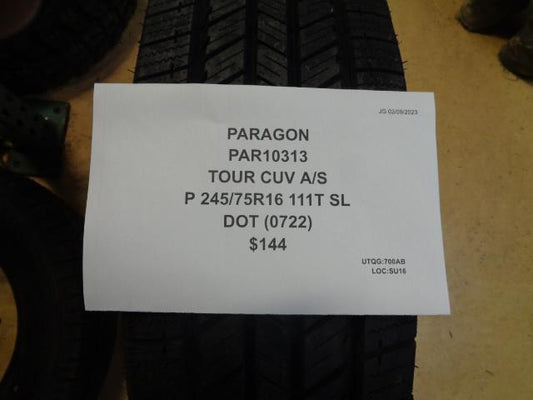 JG 02/09/2023
PARAGON
PAR10313
TOUR CUV A/S
P 245/75R16 111T SL
DOT (0722)
$144
UTQG:700AB
LOC:SU16